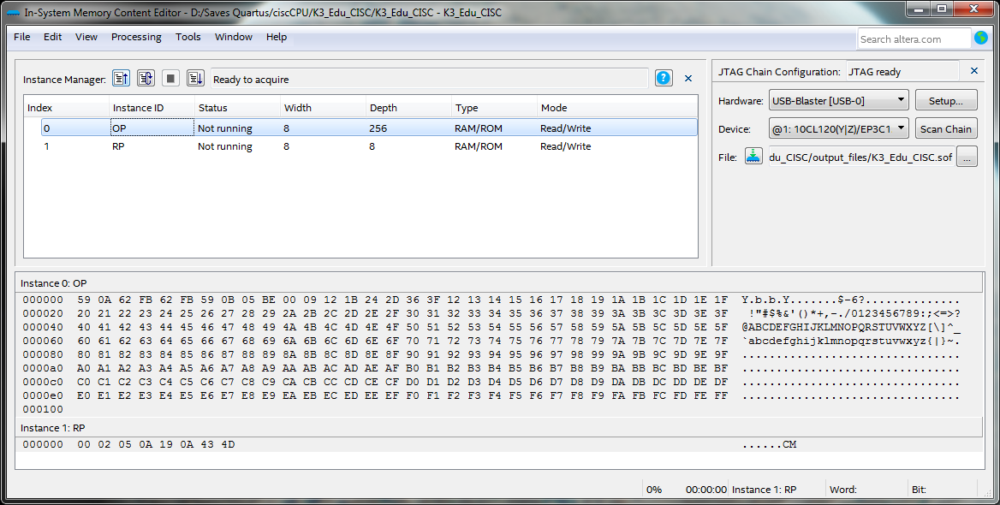 In-System Memory Content Editor - D:/Saves Quartus/ciscCPU/K3_Edu_CISC/K3_Edu_CISC - K3_Edu_CISC
File Edit View Processing Tools Window Help
Search altera.com
Instance Manager: Ready to acquire
Index Instance ID Status Width Depth Type Mode
0 OP Not running 8 256 RAM/ROM Read/Write
1 RP Not running 8 8 RAM/ROM Read/Write
JTAG Chain Configuration: JTAG ready
Hardware: USB-Blaster [USB-0] Setup...
Device: @1: 10CL120(Y|Z)/EP3C1 Scan Chain
File: du_CISC/output_files/K3_Edu_CISC.sof ...
Instance 0: OP
000000 59 0A 62 FB 62 FB 59 0B 05 BE 00 09 12 1B 24 2D 36 3F 12 13 14 15 16 17 18 19 1A 1B 1C 1D 1E 1F Y.b.b.Y.......$-6?..............
000020 20 21 22 23 24 25 26 27 28 29 2A 2B 2C 2D 2E 2F 30 31 32 33 34 35 36 37 38 39 3A 3B 3C 3D 3E 3F !"#$%&'()*+,-./0123456789:;<=>?
000040 40 41 42 43 44 45 46 47 48 49 4A 4B 4C 4D 4E 4F 50 51 52 53 54 55 56 57 58 59 5A 5B 5C 5D 5E 5F @ABCDEFGHIJKLMNOPQRSTUVWXYZ[\]^_
000060 60 61 62 63 64 65 66 67 68 69 6A 6B 6C 6D 6E 6F 70 71 72 73 74 75 76 77 78 79 7A 7B 7C 7D 7E 7F `abcdefghijklmnopqrstuvwxyz{|}~.
000080 80 81 82 83 84 85 86 87 88 89 8A 8B 8C 8D 8E 8F 90 91 92 93 94 95 96 97 98 99 9A 9B 9C 9D 9E 9F ................................
0000a0 A0 A1 A2 A3 A4 A5 A6 A7 A8 A9 AA AB AC AD AE AF B0 B1 B2 B3 B4 B5 B6 B7 B8 B9 BA BB BC BD BE BF ................................
0000c0 C0 C1 C2 C3 C4 C5 C6 C7 C8 C9 CA CB CC CD CE CF D0 D1 D2 D3 D4 D5 D6 D7 D8 D9 DA DB DC DD DE DF ................................
0000e0 E0 E1 E2 E3 E4 E5 E6 E7 E8 E9 EA EB EC ED EE EF F0 F1 F2 F3 F4 F5 F6 F7 F8 F9 FA FB FC FD FE FF ................................
000100
Instance 1: RP
000000 00 02 05 0A 19 0A 43 4D ......CM
0% 00:00:00 Instance 1: RP Word: Bit: